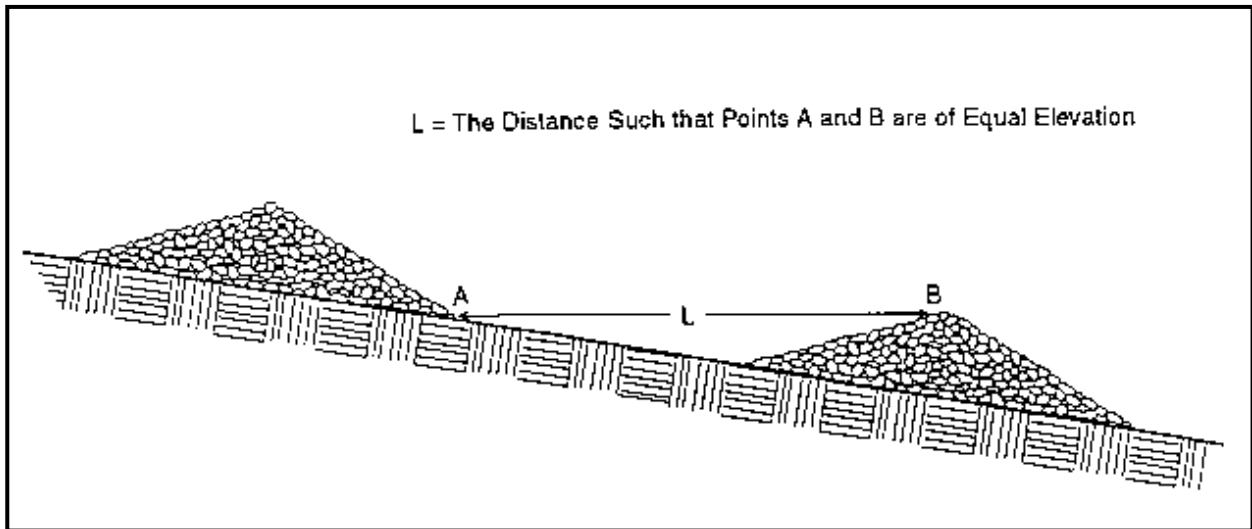 L = The Distance Such that Points A and B are of Equal Elevation
A
B
L